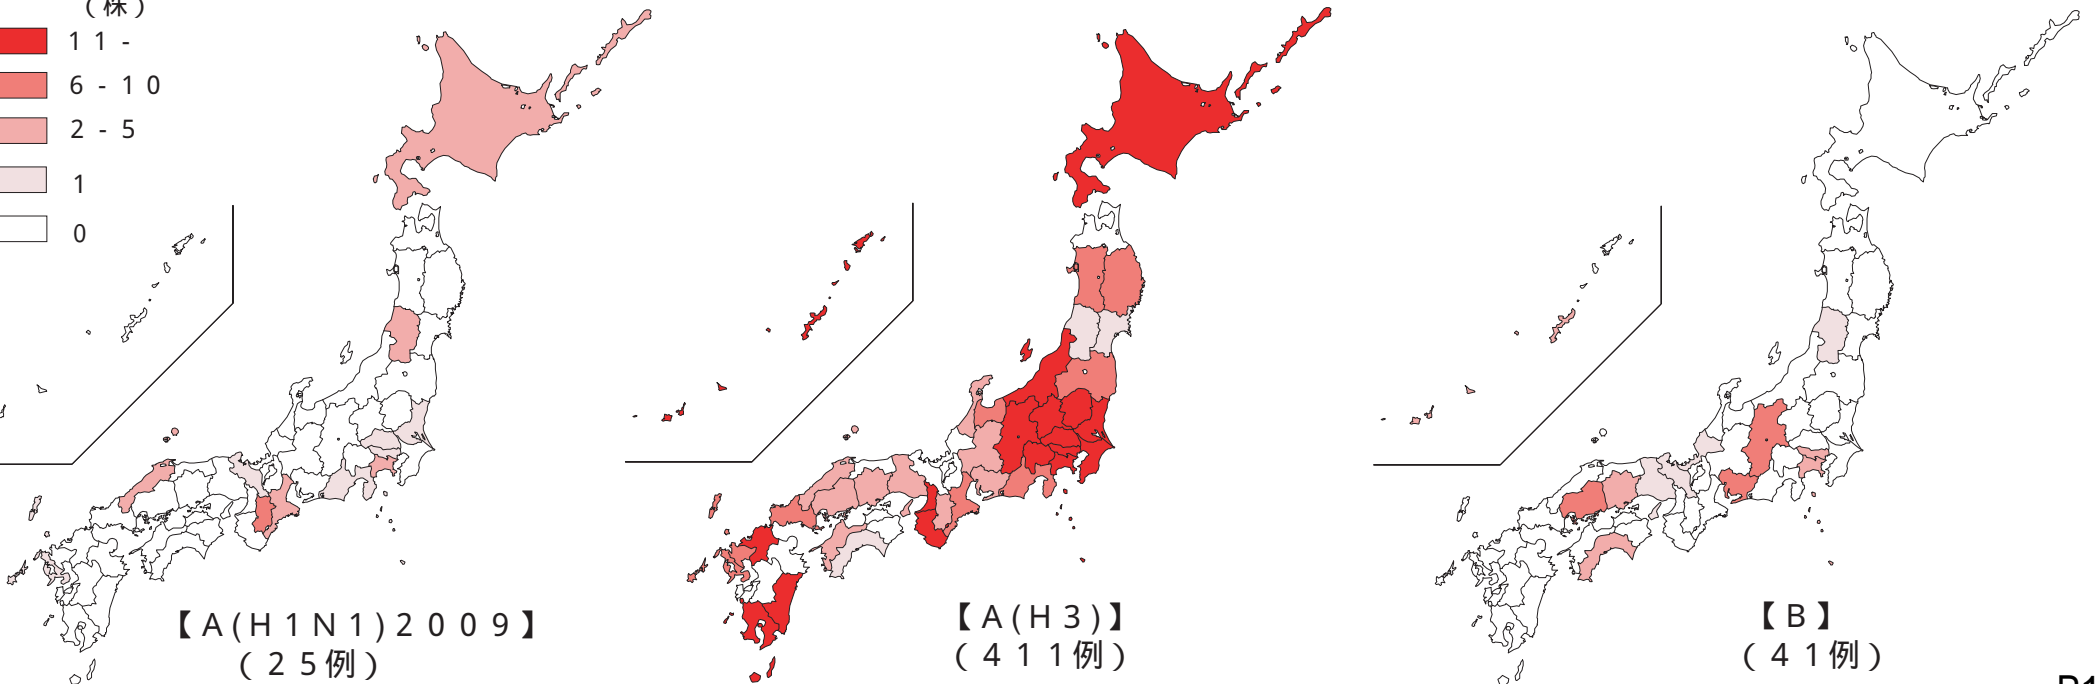 (株)
11-
6-10
2-5
1
0
【A(H1N1)2009】
(25例)
【A(H3)】
(411例)
【B】
(41例)